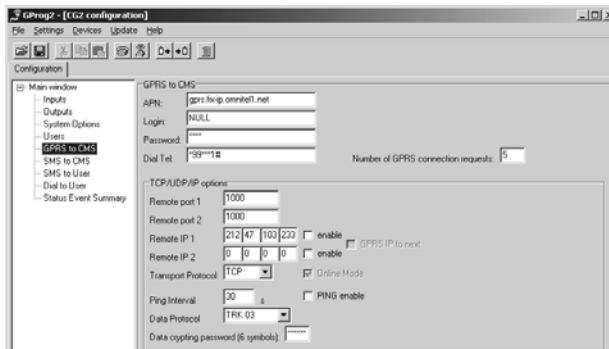 GProg2 - [CG2 configuration]
File Settings Devices Update Help
Configuration
Main window
Inputs
Outputs
System Options
Users
GPRS to CMS
SMS to CMS
SMS to User
Dial to User
Status Event Summary
GPRS to CMS
APN: gprs.fix-ip.omnitel1.net
Login: NULL
Password: ****
Dial Tel: *99***1#
Number of GPRS connection requests: 5
TCP/UDP/IP options
Remote port 1 1000
Remote port 2 1000
Remote IP 1 212 47 103 233 enable
GPRS IP to next
Remote IP 2 0 0 0 0 enable
Transport Protocol TCP Online Mode
Ping Interval 30 s PING enable
Data Protocol TRK 03
Data crypting password (6 symbols): ******